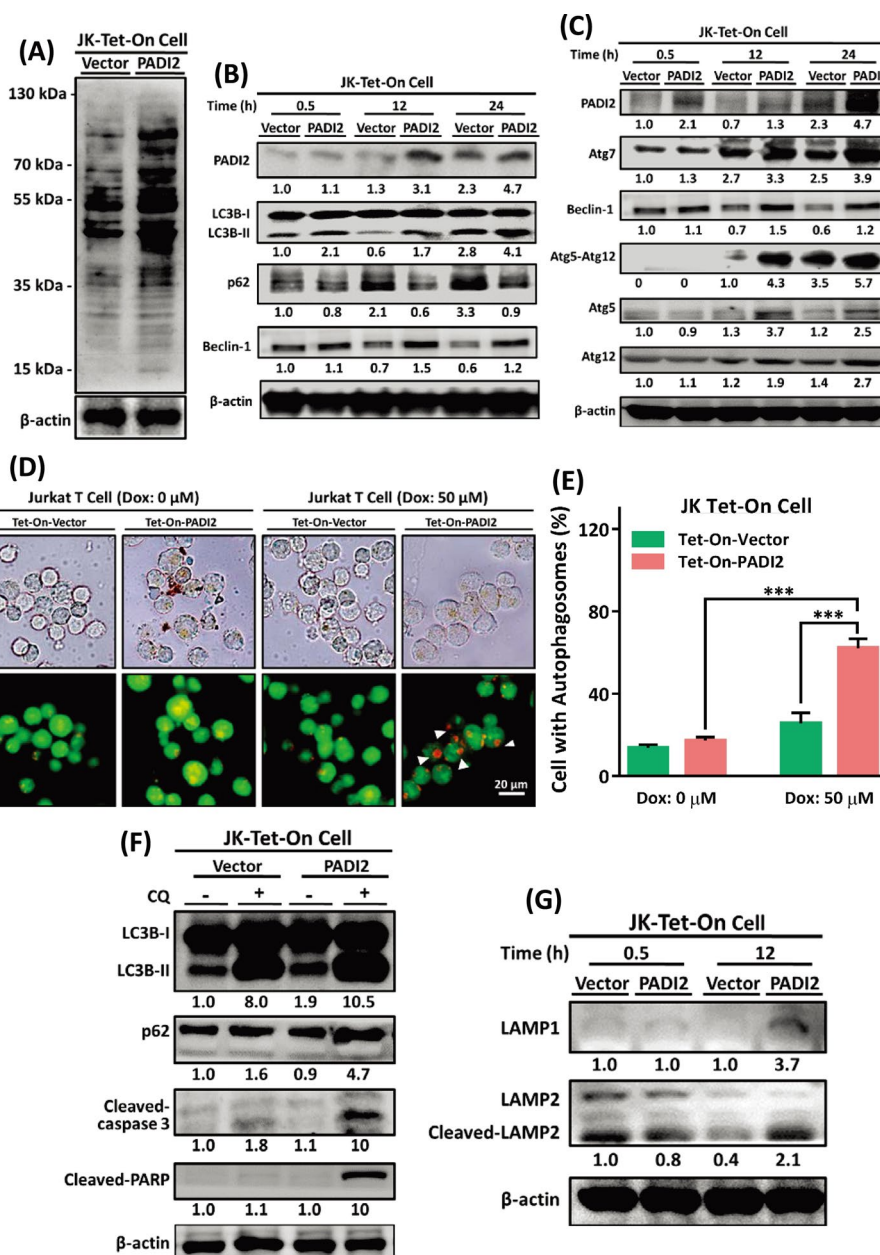 (A)
JK-Tet-On Cell
Vector PADI2
130 kDa -
70 kDa -
55 kDa -
35 kDa -
15 kDa -
β-actin
(B)
JK-Tet-On Cell
Time (h) 0.5 12 24
Vector PADI2 Vector PADI2 Vector PADI2
PADI2
1.0 1.1 1.3 3.1 2.3 4.7
LC3B-I
LC3B-II
1.0 2.1 0.6 1.7 2.8 4.1
p62
1.0 0.8 2.1 0.6 3.3 0.9
Beclin-1
1.0 1.1 0.7 1.5 0.6 1.2
β-actin
(C)
JK-Tet-On Cell
Time (h) 0.5 12 24
Vector PADI2 Vector PADI2 Vector PADI
PADI2
1.0 2.1 0.7 1.3 2.3 4.7
Atg7
1.0 1.3 2.7 3.3 2.5 3.9
Beclin-1
1.0 1.1 0.7 1.5 0.6 1.2
Atg5-Atg12
0 0 1.0 4.3 3.5 5.7
Atg5
1.0 0.9 1.3 3.7 1.2 2.5
Atg12
1.0 1.1 1.2 1.9 1.4 2.7
β-actin
(D)
Jurkat T Cell (Dox: 0 μM) Jurkat T Cell (Dox: 50 μM)
Tet-On-Vector Tet-On-PADI2 Tet-On-Vector Tet-On-PADI2
20 μm
(E)
JK Tet-On Cell
Tet-On-Vector
Tet-On-PADI2
Cell with Autophagosomes (%)
120
80
40
0
***
***
Dox: 0 μM Dox: 50 μM
(F)
JK-Tet-On Cell
Vector PADI2
CQ - + - +
LC3B-I
LC3B-II
1.0 8.0 1.9 10.5
p62
1.0 1.6 0.9 4.7
Cleaved-
caspase 3
1.0 1.8 1.1 10
Cleaved-PARP
1.0 1.1 1.0 10
β-actin
(G)
JK-Tet-On Cell
Time (h) 0.5 12
Vector PADI2 Vector PADI2
LAMP1
1.0 1.0 1.0 3.7
LAMP2
Cleaved-LAMP2
1.0 0.8 0.4 2.1
β-actin